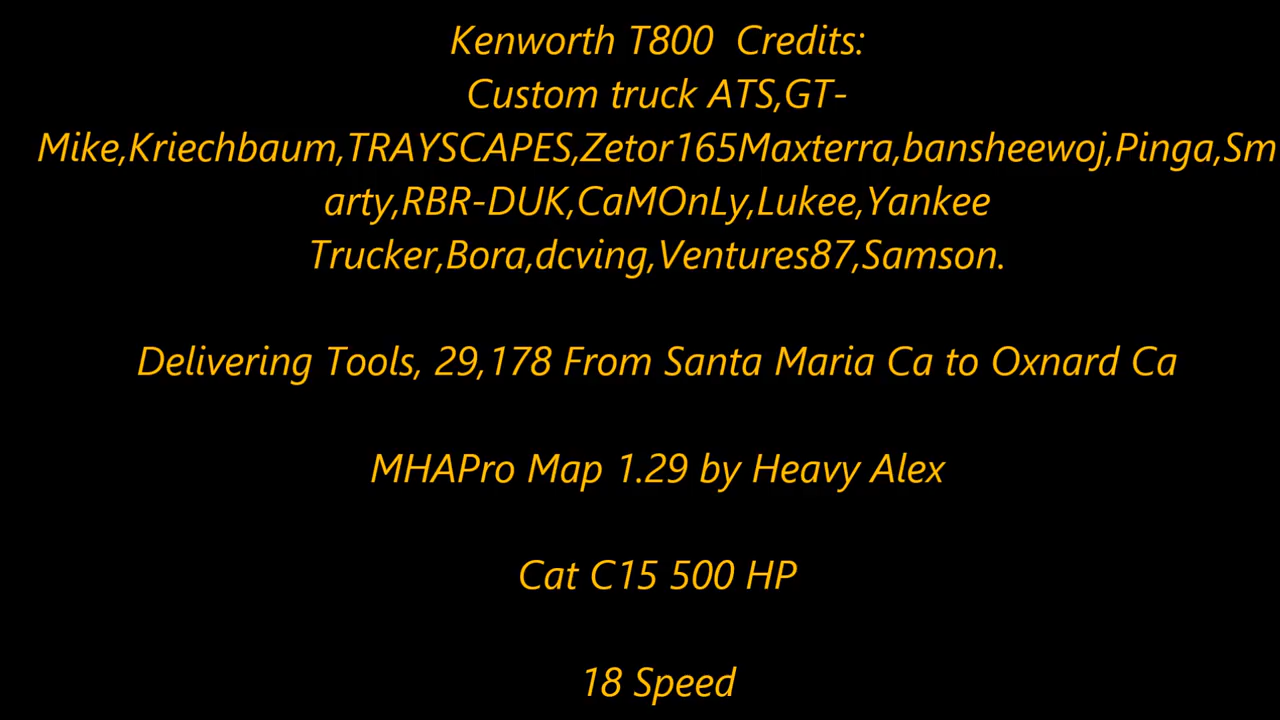 Kenworth T800  Credits:
Custom truck ATS,GT-
Mike,Kriechbaum,TRAYSCAPES,Zetor165Maxterra,bansheewoj,Pinga,Sm
arty,RBR-DUK,CaMOnLy,Lukee,Yankee
Trucker,Bora,dcving,Ventures87,Samson.
Delivering Tools, 29,178 From Santa Maria Ca to Oxnard Ca
MHAPro Map 1.29 by Heavy Alex
Cat C15 500 HP
18 Speed